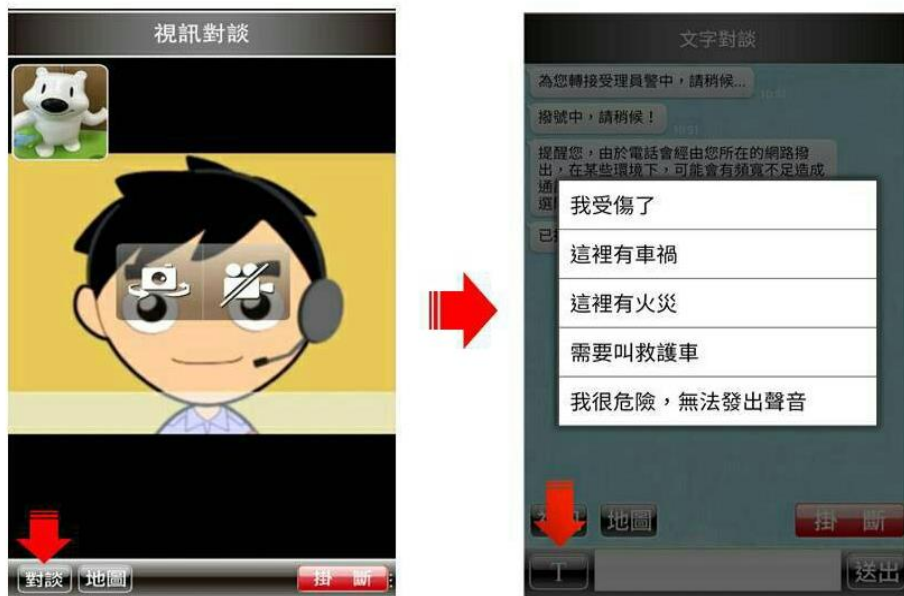 視訊對談
對談 地圖 掛 斷
文字對談
為您轉接受理員警中，請稍候...
10:51
撥號中，請稍候！
10:51
提醒您，由於電話會經由您所在的網路撥
出，在某些環境下，可能會有頻寬不足造成
我受傷了
這裡有車禍
這裡有火災
需要叫救護車
我很危險，無法發出聲音
地圖 掛 斷
T 送出